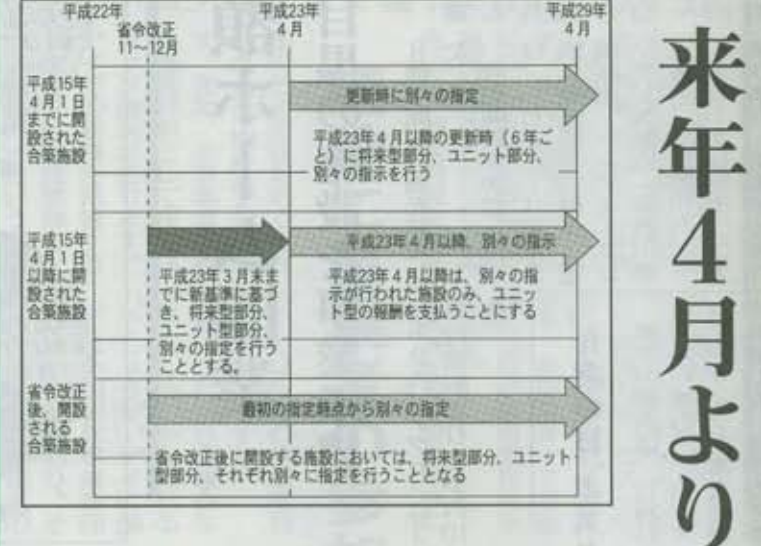 来年4月より
平成22年
省令改正
11〜12月
平成23年
4月
平成29年
4月
平成15年
4月1日
までに開
設された
合築施設
更新時に別々の指定
平成23年4月以降の更新時（6年ご
と）に将来型部分、ユニット部分、
別々の指示を行う
平成15年
4月1日
以降に開
設された
合築施設
平成23年4月以降、別々の指示
平成23年3月末ま
でに新基準に基づ
き、将来型部分、
ユニット型部分、
別々の指定を行う
こととする。
平成23年4月以降は、別々の指
示が行われた施設のみ、ユニッ
ト型の報酬を支払うことにする
省令改正
後、開設
される
合築施設
最初の指定時点から別々の指定
省令改正後に開設する施設においては、将来型部分、ユニット
型部分、それぞれ別々に指定を行うこととなる